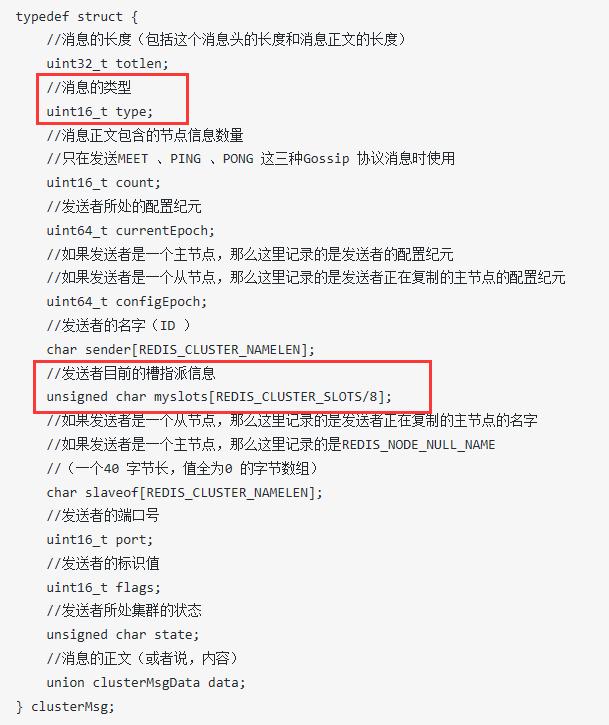 typedef struct {
//消息的长度（包括这个消息头的长度和消息正文的长度）
uint32_t totlen;
//消息的类型
uint16_t type;
//消息正文包含的节点信息数量
//只在发送MEET 、PING 、PONG 这三种Gossip 协议消息时使用
uint16_t count;
//发送者所处的配置纪元
uint64_t currentEpoch;
//如果发送者是一个主节点，那么这里记录的是发送者的配置纪元
//如果发送者是一个从节点，那么这里记录的是发送者正在复制的主节点的配置纪元
uint64_t configEpoch;
//发送者的名字（ID ）
char sender[REDIS_CLUSTER_NAMELEN];
//发送者目前的槽指派信息
unsigned char myslots[REDIS_CLUSTER_SLOTS/8];
//如果发送者是一个从节点，那么这里记录的是发送者正在复制的主节点的名字
//如果发送者是一个主节点，那么这里记录的是REDIS_NODE_NULL_NAME
//（一个40 字节长，值全为0 的字节数组）
char slaveof[REDIS_CLUSTER_NAMELEN];
//发送者的端口号
uint16_t port;
//发送者的标识值
uint16_t flags;
//发送者所处集群的状态
unsigned char state;
//消息的正文（或者说，内容）
union clusterMsgData data;
} clusterMsg;